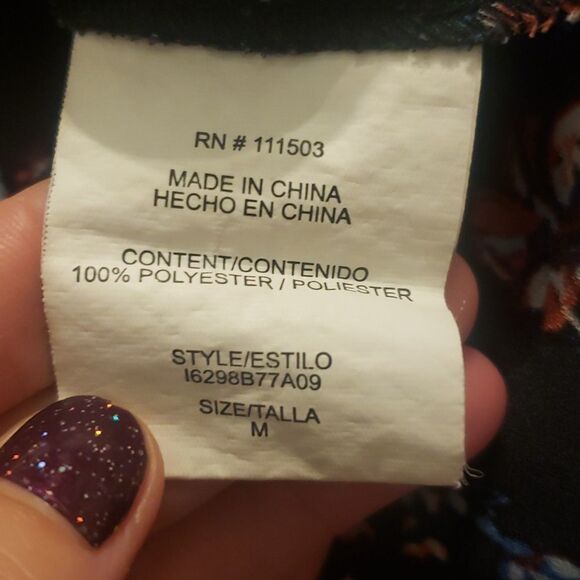 RN # 111503
MADE IN CHINA
HECHO EN CHINA
CONTENT/CONTENIDO
100% POLYESTER / POLIESTER
STYLE/ESTILO
I6298B77A09
SIZE/TALLA
M